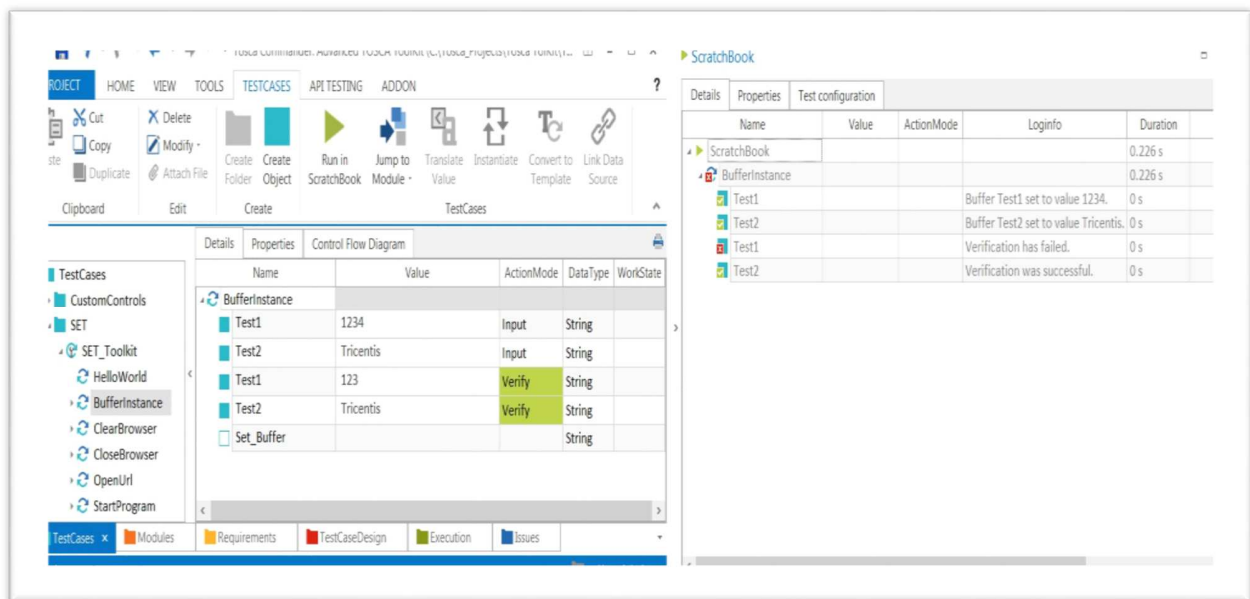 Tosca Commander: Advanced TOSCA Toolkit (C:\Tosca_Projects\Tosca
PROJECT HOME VIEW TOOLS TESTCASES API TESTING ADDON ?
Cut
Copy
Duplicate
Delete
Modify
Attach File
Create Folder
Create Object
Run in ScratchBook
Jump to Module
Translate Value
Instantiate
Convert to Template
Link Data Source
Clipboard Edit Create TestCases
Details Properties Control Flow Diagram
TestCases
CustomControls
SET
SET_Toolkit
HelloWorld
BufferInstance
ClearBrowser
CloseBrowser
OpenUrl
StartProgram
Name Value ActionMode DataType WorkState
BufferInstance
Test1 1234 Input String
Test2 Tricentis Input String
Test1 123 Verify String
Test2 Tricentis Verify String
Set_Buffer String
TestCases x Modules Requirements TestCaseDesign Execution Issues
ScratchBook
Details Properties Test configuration
Name Value ActionMode Loginfo Duration
ScratchBook 0.226 s
BufferInstance 0.226 s
Test1 Buffer Test1 set to value 1234. 0 s
Test2 Buffer Test2 set to value Tricentis. 0 s
Test1 Verification has failed. 0 s
Test2 Verification was successful. 0 s